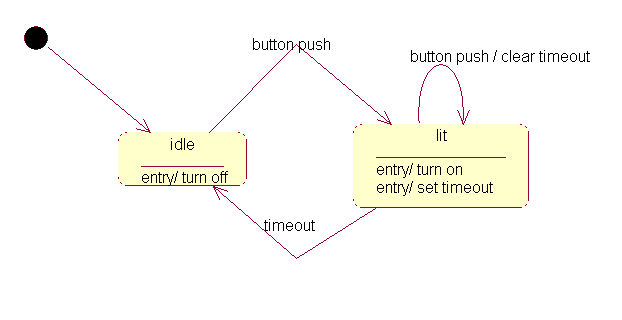 button push
button push / clear timeout
idle
entry/ turn off
lit
entry/ turn on
entry/ set timeout
timeout